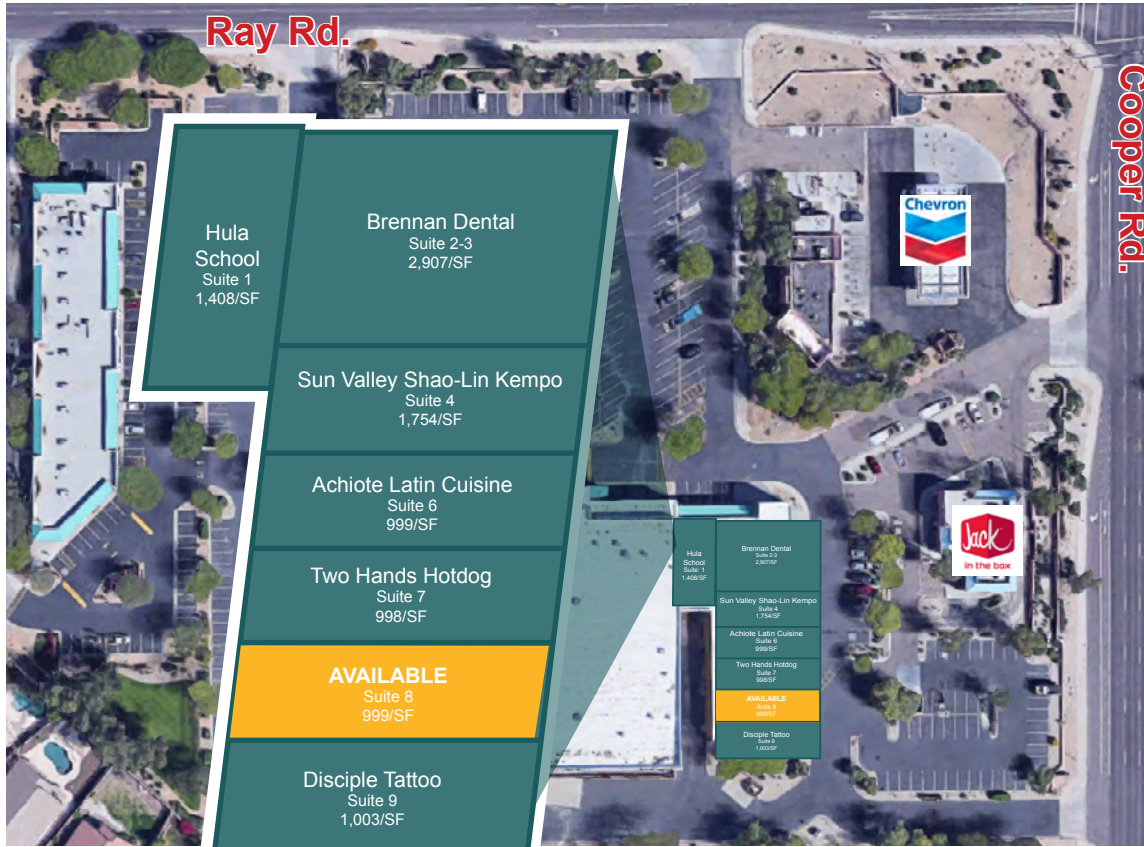 Ray Rd.
Cooper Rd.
Hula
School
Suite 1
1,408/SF
Brennan Dental
Suite 2-3
2,907/SF
Sun Valley Shao-Lin Kempo
Suite 4
1,754/SF
Achiote Latin Cuisine
Suite 6
999/SF
Two Hands Hotdog
Suite 7
998/SF
AVAILABLE
Suite 8
999/SF
Disciple Tattoo
Suite 9
1,003/SF
Chevron
Jack
in the box
Hula
School
Suite: 1
1,408/SF
Brennan Dental
Suite 2-3
2,907/SF
Sun Valley Shao-Lin Kempo
Suite 4
1,754/SF
Achiote Latin Cuisine
Suite 6
999/SF
Two Hands Hotdog
Suite 7
998/SF
AVAILABLE
Suite 8
999/SF
Disciple Tattoo
Suite 9
1,003/SF